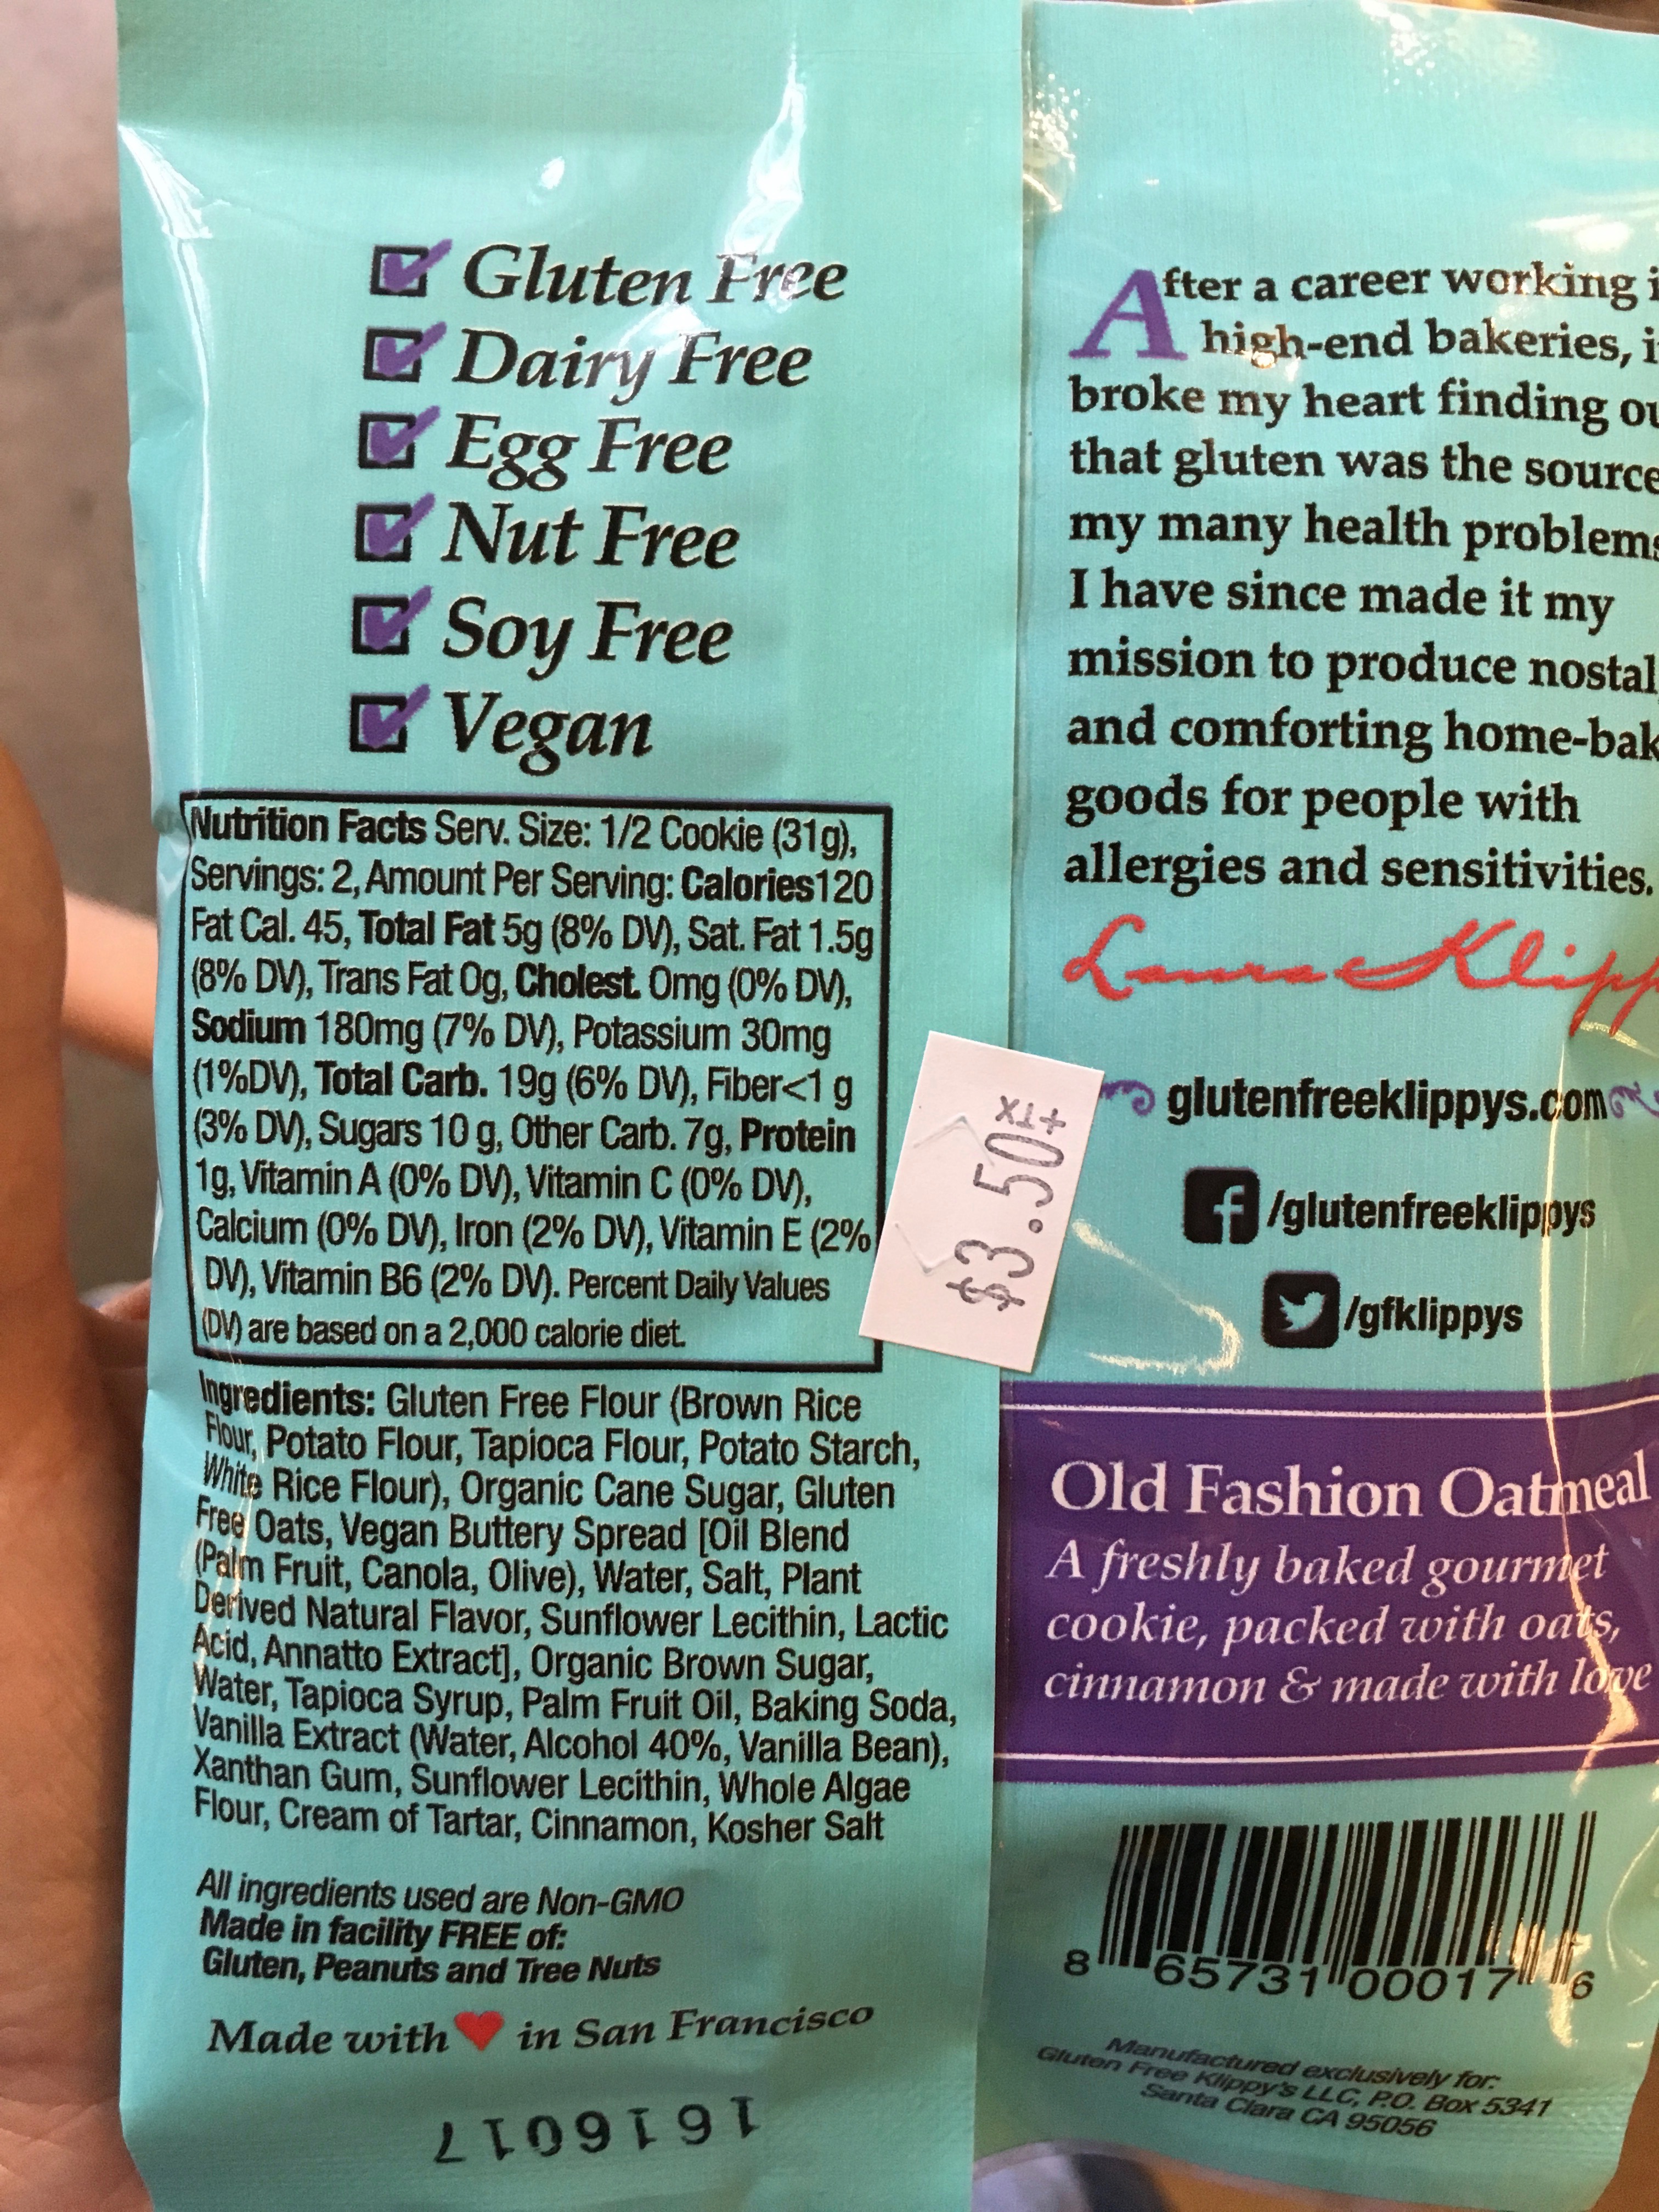 Gluten Free
Dairy Free
Egg Free
Nut Free
Soy Free
Vegan
Nutrition Facts Serv. Size: 1/2 Cookie (31g),
Servings: 2, Amount Per Serving: Calories120
Fat Cal. 45, Total Fat 5g (8% DV), Sat. Fat 1.5g
(8% DV), Trans Fat 0g, Cholest. 0mg (0% DV),
Sodium 180mg (7% DV), Potassium 30mg
(1%DV), Total Carb. 19g (6% DV), Fiber<1 g
(3% DV), Sugars 10 g, Other Carb. 7g, Protein
1g, Vitamin A (0% DV), Vitamin C (0% DV),
Calcium (0% DV), Iron (2% DV), Vitamin E (2%
DV), Vitamin B6 (2% DV). Percent Daily Values
(DV) are based on a 2,000 calorie diet.
Ingredients: Gluten Free Flour (Brown Rice
Flour, Potato Flour, Tapioca Flour, Potato Starch,
White Rice Flour), Organic Cane Sugar, Gluten
Free Oats, Vegan Buttery Spread [Oil Blend
(Palm Fruit, Canola, Olive), Water, Salt, Plant
Derived Natural Flavor, Sunflower Lecithin, Lactic
Acid, Annatto Extract], Organic Brown Sugar,
Water, Tapioca Syrup, Palm Fruit Oil, Baking Soda,
Vanilla Extract (Water, Alcohol 40%, Vanilla Bean),
Xanthan Gum, Sunflower Lecithin, Whole Algae
Flour, Cream of Tartar, Cinnamon, Kosher Salt
All ingredients used are Non-GMO
Made in facility FREE of:
Gluten, Peanuts and Tree Nuts
Made with ❤ in San Francisco
1616017
$3.50+TX
After a career working
high-end bakeries,
broke my heart finding
that gluten was the source
my many health problems
I have since made it my
mission to produce
and comforting
goods for people with
allergies and sensitivities.
Laura Klipp
glutenfreeklippys.com
/glutenfreeklippys
/gfklippys
Old Fashion Oatmeal
A freshly baked gourmet
cookie, packed with oats,
cinnamon & made with love
8 65731 00017 6
Manufactured exclusively for:
Gluten Free Klippy's LLC, P.O. Box 5341
Santa Clara CA 95056